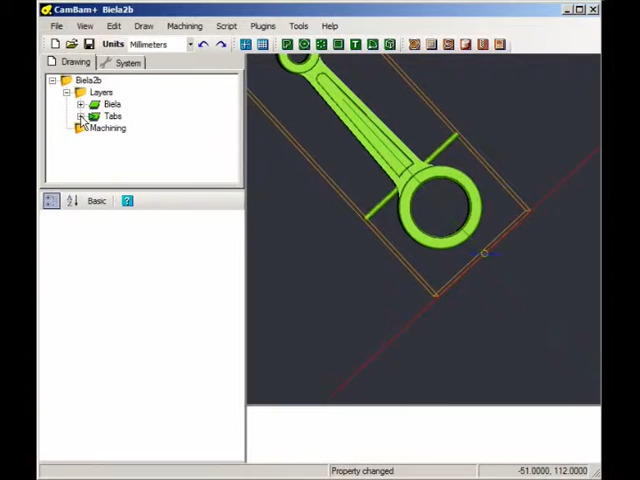 CamBam+ Biela2b
File View Edit Draw Machining Script Plugins Tools Help
Units Millimeters
Drawing System
Biela2b
Layers
Biela
Tabs
Machining
Basic
Property changed -51.0000, 112.0000